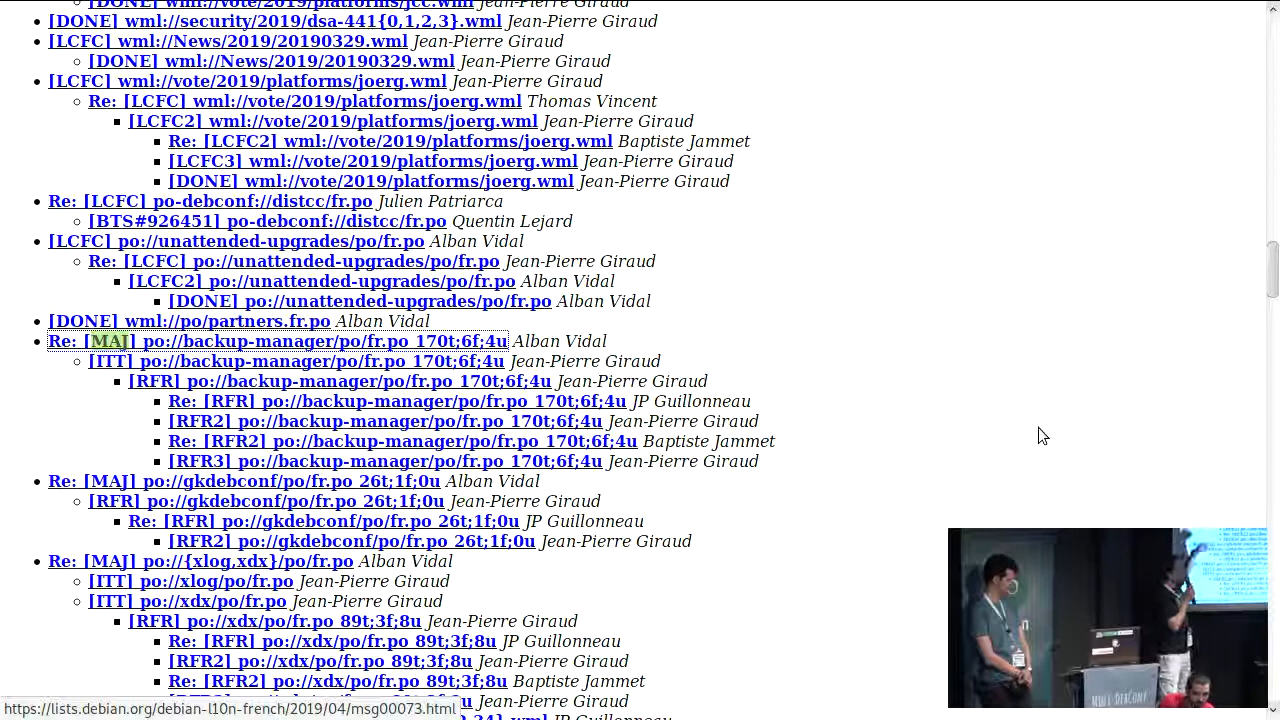 [DONE] wml://vote/2019/platforms/jcc.wml Jean-Pierre Giraud
[DONE] wml://security/2019/dsa-441{0,1,2,3}.wml Jean-Pierre Giraud
[LCFC] wml://News/2019/20190329.wml Jean-Pierre Giraud
[DONE] wml://News/2019/20190329.wml Jean-Pierre Giraud
[LCFC] wml://vote/2019/platforms/joerg.wml Jean-Pierre Giraud
Re: [LCFC] wml://vote/2019/platforms/joerg.wml Thomas Vincent
[LCFC2] wml://vote/2019/platforms/joerg.wml Jean-Pierre Giraud
Re: [LCFC2] wml://vote/2019/platforms/joerg.wml Baptiste Jammet
[LCFC3] wml://vote/2019/platforms/joerg.wml Jean-Pierre Giraud
[DONE] wml://vote/2019/platforms/joerg.wml Jean-Pierre Giraud
Re: [LCFC] po-debconf://distcc/fr.po Julien Patriarca
[BTS#926451] po-debconf://distcc/fr.po Quentin Lejard
[LCFC] po://unattended-upgrades/po/fr.po Alban Vidal
Re: [LCFC] po://unattended-upgrades/po/fr.po Jean-Pierre Giraud
[LCFC2] po://unattended-upgrades/po/fr.po Alban Vidal
[DONE] po://unattended-upgrades/po/fr.po Alban Vidal
[DONE] wml://po/partners.fr.po Alban Vidal
Re: [MAJ] po://backup-manager/po/fr.po 170t;6f;4u Alban Vidal
[ITT] po://backup-manager/po/fr.po 170t;6f;4u Jean-Pierre Giraud
[RFR] po://backup-manager/po/fr.po 170t;6f;4u Jean-Pierre Giraud
Re: [RFR] po://backup-manager/po/fr.po 170t;6f;4u JP Guillonneau
[RFR2] po://backup-manager/po/fr.po 170t;6f;4u Jean-Pierre Giraud
Re: [RFR2] po://backup-manager/po/fr.po 170t;6f;4u Baptiste Jammet
[RFR3] po://backup-manager/po/fr.po 170t;6f;4u Jean-Pierre Giraud
Re: [MAJ] po://gkdebconf/po/fr.po 26t;1f;0u Alban Vidal
[RFR] po://gkdebconf/po/fr.po 26t;1f;0u Jean-Pierre Giraud
Re: [RFR] po://gkdebconf/po/fr.po 26t;1f;0u JP Guillonneau
[RFR2] po://gkdebconf/po/fr.po 26t;1f;0u Jean-Pierre Giraud
Re: [MAJ] po://{xlog,xdx}/po/fr.po Alban Vidal
[ITT] po://xlog/po/fr.po Jean-Pierre Giraud
[ITT] po://xdx/po/fr.po Jean-Pierre Giraud
[RFR] po://xdx/po/fr.po 89t;3f;8u Jean-Pierre Giraud
Re: [RFR] po://xdx/po/fr.po 89t;3f;8u JP Guillonneau
[RFR2] po://xdx/po/fr.po 89t;3f;8u Jean-Pierre Giraud
Re: [RFR2] po://xdx/po/fr.po 89t;3f;8u Baptiste Jammet
Jean-Pierre Giraud
https://lists.debian.org/debian-l10n-french/2019/04/msg00073.html
JP Guillonneau
MINI DEBCONF